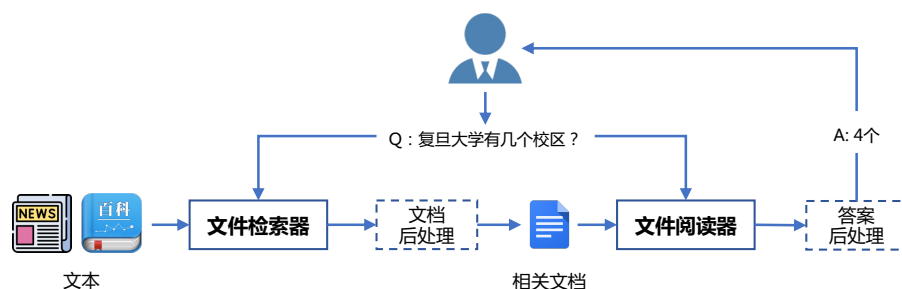 Q：复旦大学有几个校区？
A: 4个
NEWS
百科
文件检索器
文档
后处理
文件阅读器
答案
后处理
文本
相关文档